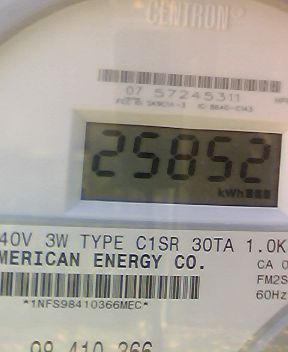 CENTRON
07 57245311
25852
kWh
40V 3W TYPE C1SR 30TA 1.0K
MERICAN ENERGY CO.
CA 0
FM2S
60Hz
*1NFS98410366MEC*
98 410 366